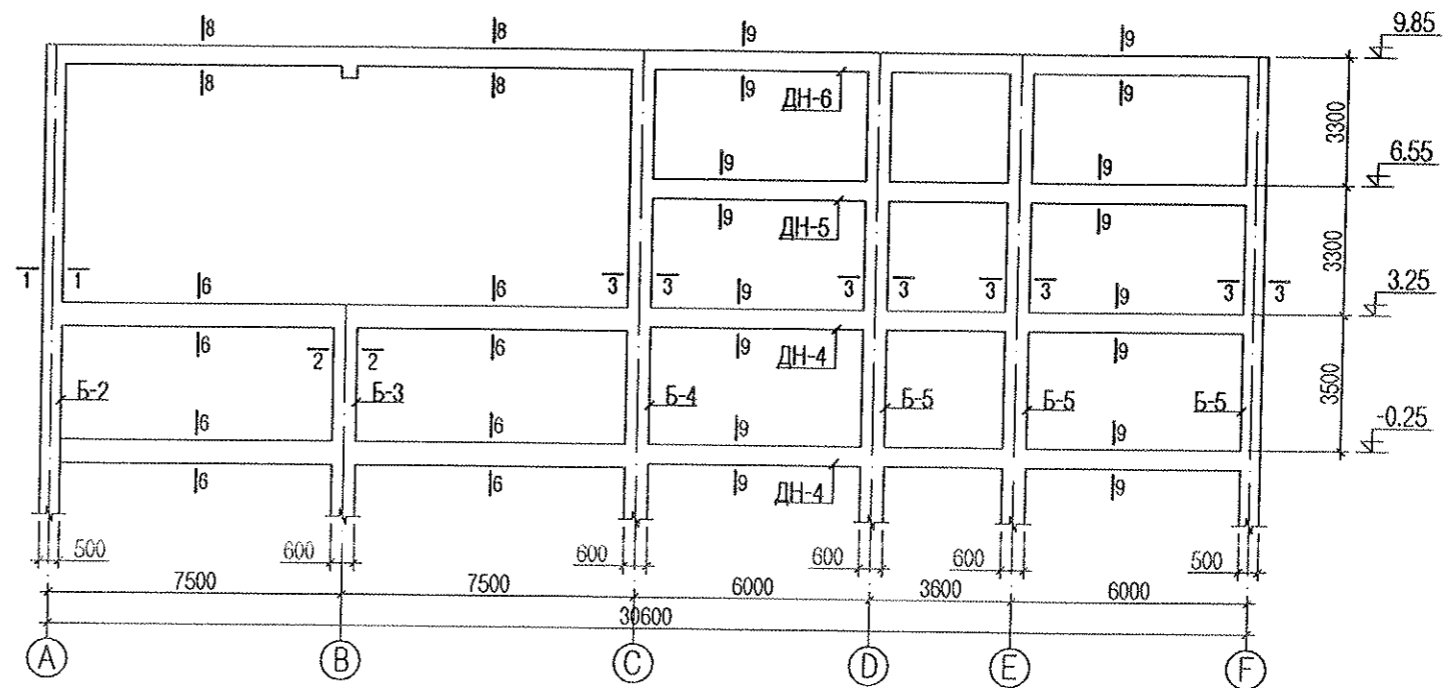 8 8 9 9 9.85
8 8 9 ДН-6 9
3300
9 9 6.55
9 ДН-5 9
3300
1 1 6 6 3 3 9 3 3 3 3 9 3 3 3.25
6 2 2 6 9 ДН-4 9
Б-2 Б-3 Б-4 Б-5 Б-5 Б-5
3500
6 6 9 9 -0.25
6 6 9 ДН-4 9
500 600 600 600 600 500
7500 7500 6000 3600 6000
30600
A B C D E F